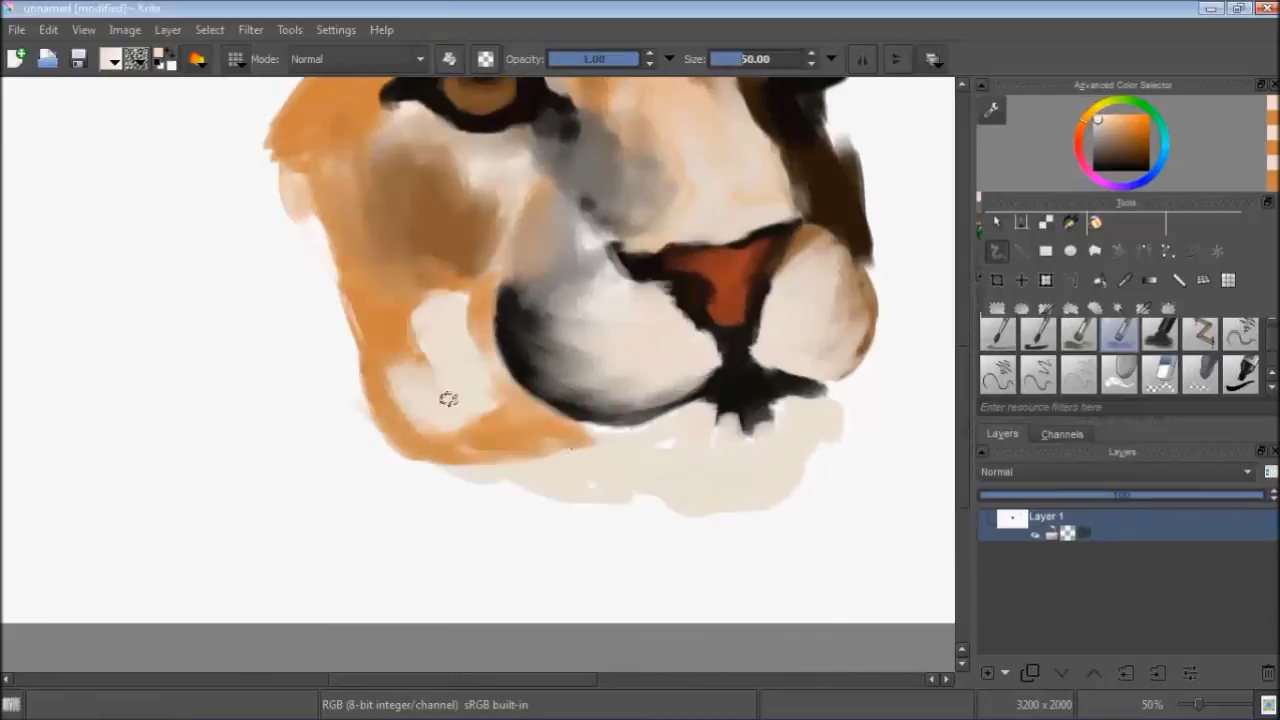 unnamed [modified]~ Krita
File Edit View Image Layer Filter Select Tools Settings Help
Mode: Normal Opacity: 1.00 Size: 50.00
Advanced Color Selector
Tools
Enter resource filters here
Layers Channels
Layers
Normal
100
Layer 1
RGB (8-bit integer/channel) sRGB built-in 3200 x 2000 50%